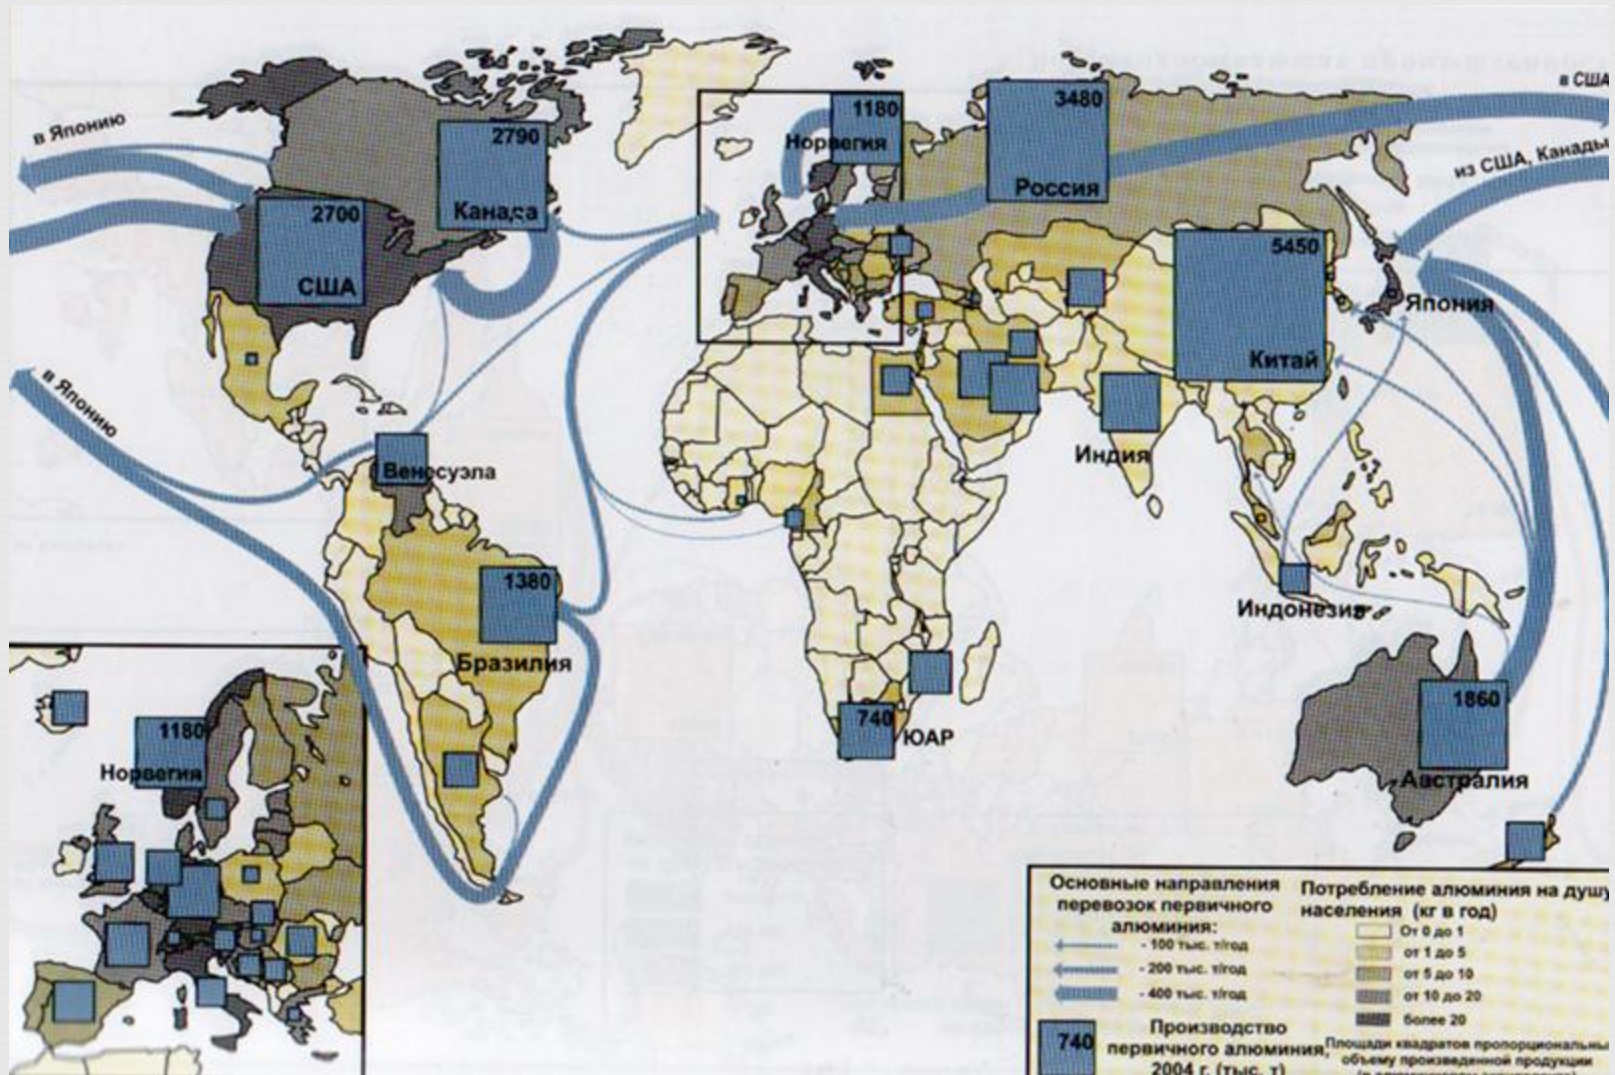 в Японию
2790
Канада
2700
США
в Японию
Венесуэла
1380
Бразилия
1180
Норвегия
3480
Россия
в США
из США, Канады
5450
Китай
Япония
Индия
Индонезия
740
ЮАР
1860
Австралия
1180
Норвегия
Основные направления
перевозок первичного
алюминия:
- 100 тыс. т/год
- 200 тыс. т/год
- 400 тыс. т/год
740
Производство
первичного алюминия,
2004 г. (тыс. т)
Потребление алюминия на душу
населения (кг в год)
От 0 до 1
от 1 до 5
от 5 до 10
от 10 до 20
более 20
Площади квадратов пропорциональны
объему произведенной продукции